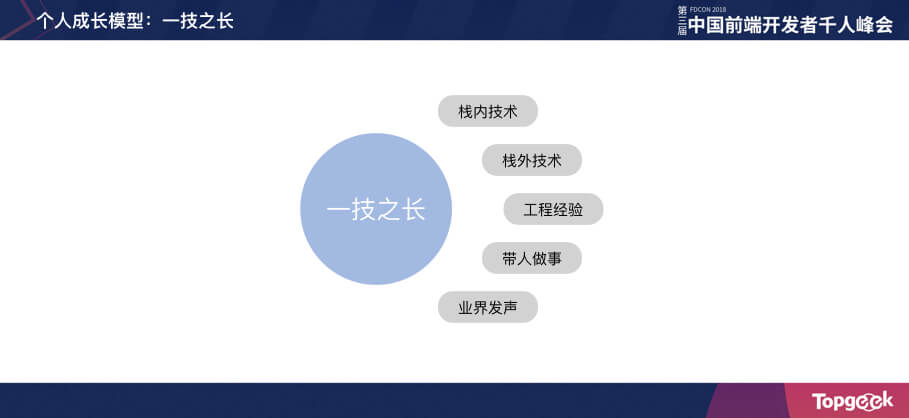 个人成长模型：一技之长
第三届
FDCON 2018
中国前端开发者千人峰会
栈内技术
栈外技术
一技之长
工程经验
带人做事
业界发声
Topgeek